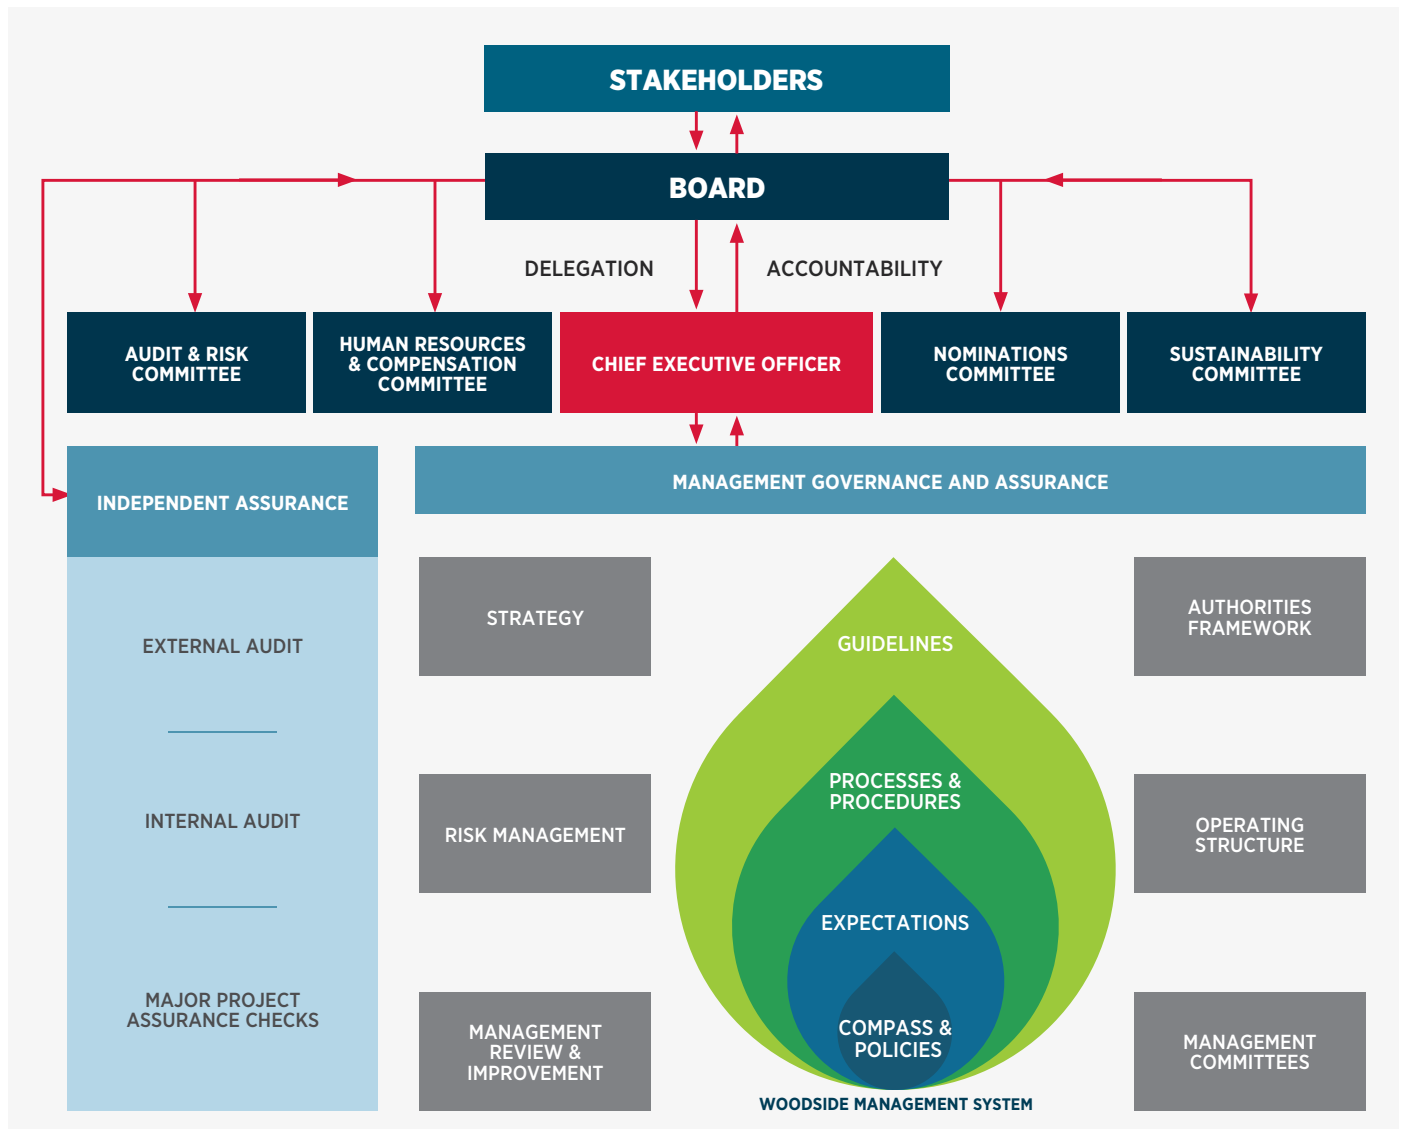 STAKEHOLDERS
BOARD
DELEGATION
ACCOUNTABILITY
AUDIT & RISK
COMMITTEE
HUMAN RESOURCES
& COMPENSATION
COMMITTEE
CHIEF EXECUTIVE OFFICER
NOMINATIONS
COMMITTEE
SUSTAINABILITY
COMMITTEE
INDEPENDENT ASSURANCE
EXTERNAL AUDIT
INTERNAL AUDIT
MAJOR PROJECT
ASSURANCE CHECKS
MANAGEMENT GOVERNANCE AND ASSURANCE
STRATEGY
RISK MANAGEMENT
MANAGEMENT
REVIEW &
IMPROVEMENT
GUIDELINES
PROCESSES &
PROCEDURES
EXPECTATIONS
COMPASS &
POLICIES
WOODSIDE MANAGEMENT SYSTEM
AUTHORITIES
FRAMEWORK
OPERATING
STRUCTURE
MANAGEMENT
COMMITTEES